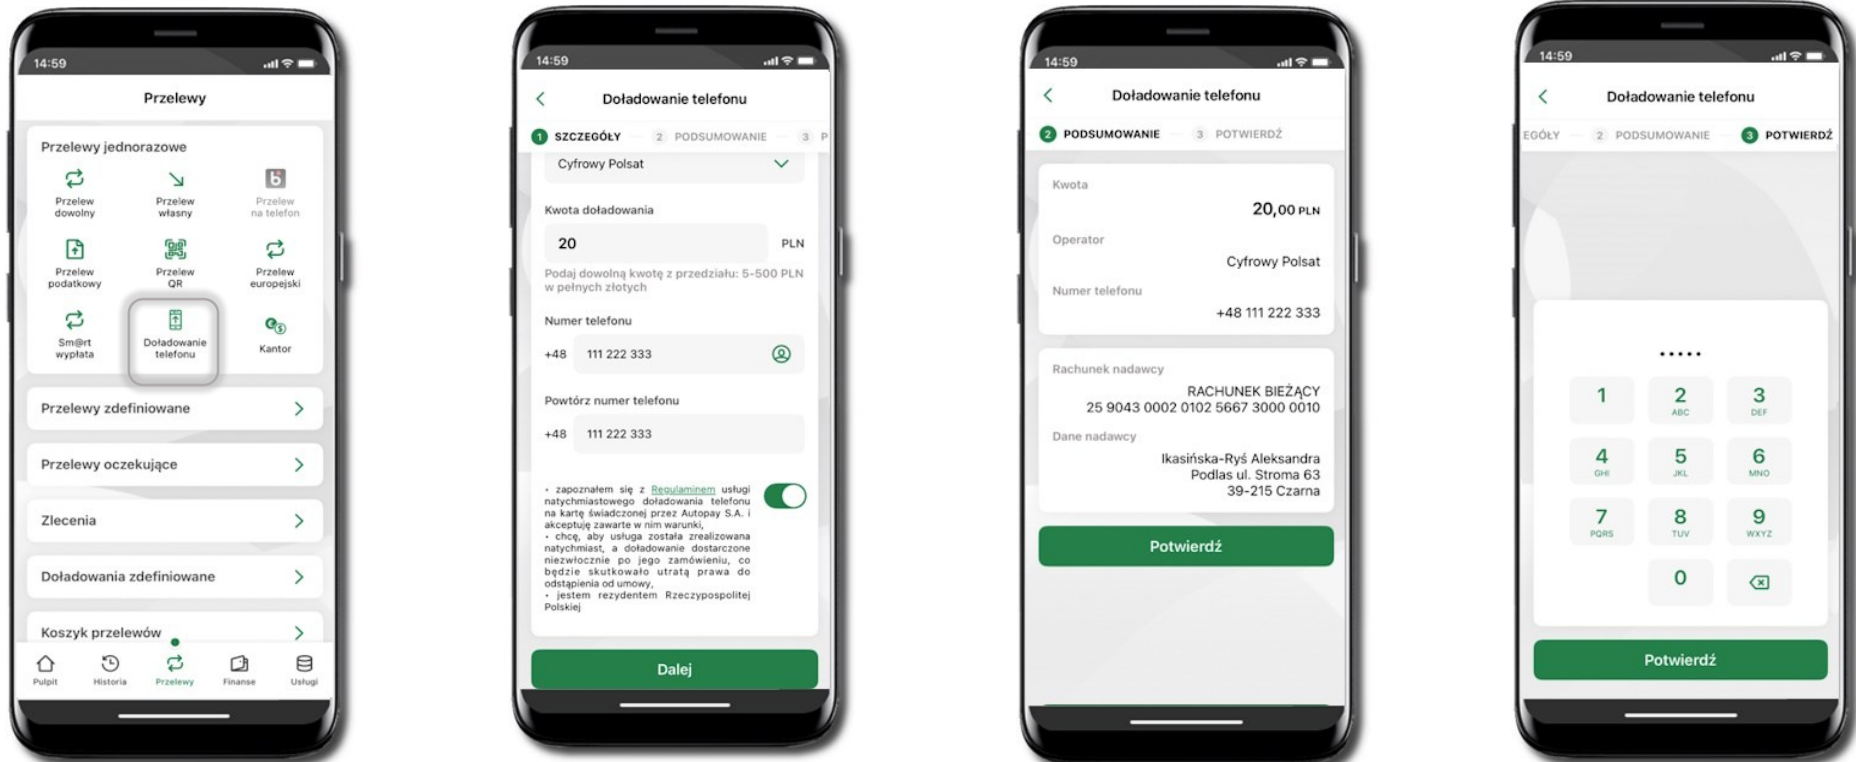 14:59
Przelewy
Przelewy jednorazowe
Przelew
dowolny
Przelew
własny
Przelew
na telefon
Przelew
podatkowy
Przelew
QR
Przelew
europejski
Sm@rt
wypłata
Doładowanie
telefonu
Kantor
Przelewy zdefiniowane
Przelewy oczekujące
Zlecenia
Doładowania zdefiniowane
Koszyk przelewów
Pulpit Historia Przelewy Finanse Usługi
14:59
Doładowanie telefonu
1 SZCZEGÓŁY 2 PODSUMOWANIE 3 P
Cyfrowy Polsat
Kwota doładowania
20 PLN
Podaj dowolną kwotę z przedziału: 5-500 PLN
w pełnych złotych
Numer telefonu
+48 111 222 333
Powtórz numer telefonu
+48 111 222 333
• zapoznałem się z Regulaminem usługi
natychmiastowego doładowania telefonu
na kartę świadczonej przez Autopay S.A. i
akceptuję zawarte w nim warunki,
• chcę, aby usługa została zrealizowana
natychmiast, a doładowanie dostarczone
niezwłocznie po jego zamówieniu, co
będzie skutkowało utratą prawa do
odstąpienia od umowy,
• jestem rezydentem Rzeczypospolitej
Polskiej
Dalej
14:59
Doładowanie telefonu
2 PODSUMOWANIE 3 POTWIERDŹ
Kwota
20,00 PLN
Operator
Cyfrowy Polsat
Numer telefonu
+48 111 222 333
Rachunek nadawcy
RACHUNEK BIEŻĄCY
25 9043 0002 0102 5667 3000 0010
Dane nadawcy
Ikasińska-Ryś Aleksandra
Podlas ul. Stroma 63
39-215 Czarna
Potwierdź
14:59
Doładowanie telefonu
EGÓŁY 2 PODSUMOWANIE 3 POTWIERDŹ
•••••
1 2 3
ABC DEF
4 5 6
GHI JKL MNO
7 8 9
PQRS TUV WXYZ
0
Potwierdź